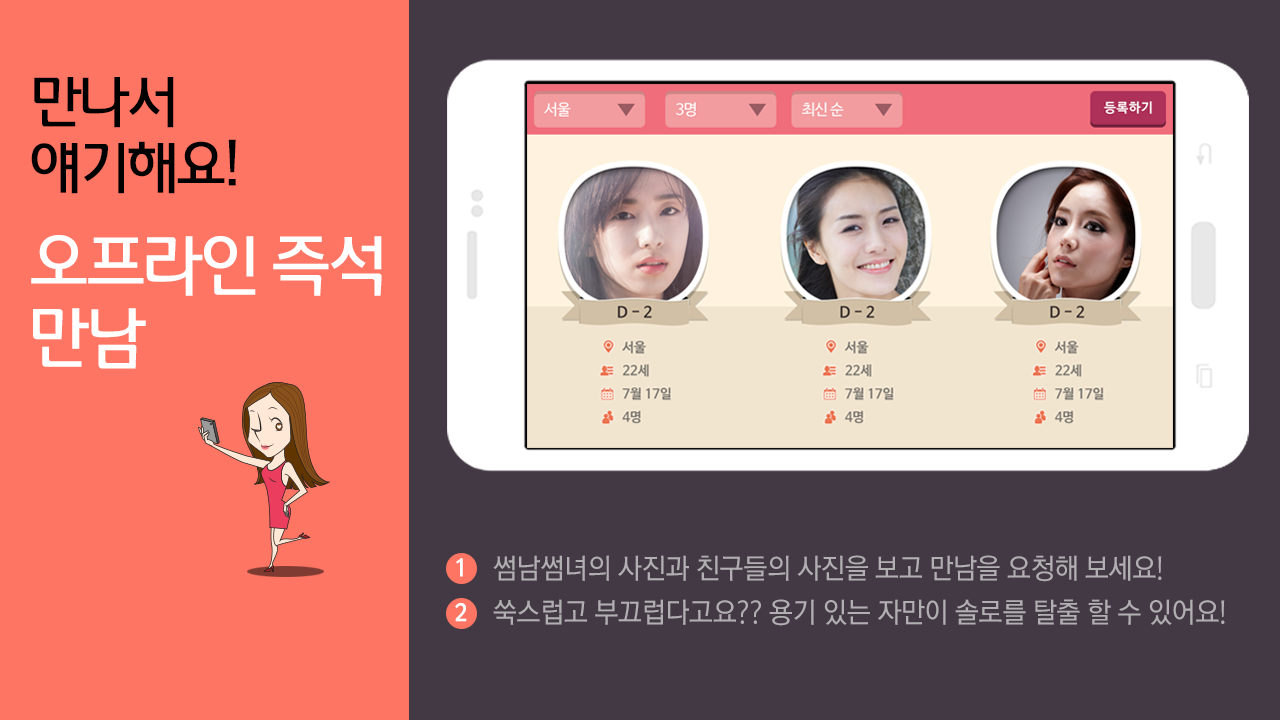 만나서
얘기해요!
오프라인 즉석
만남
서울 3명 최신 순 등록하기
D - 2 D - 2 D - 2
서울 서울 서울
22세 22세 22세
7월 17일 7월 17일 7월 17일
4명 4명 4명
1 썸남썸녀의 사진과 친구들의 사진을 보고 만남을 요청해 보세요!
2 쑥스럽고 부끄럽다고요?? 용기 있는 자만이 솔로를 탈출 할 수 있어요!